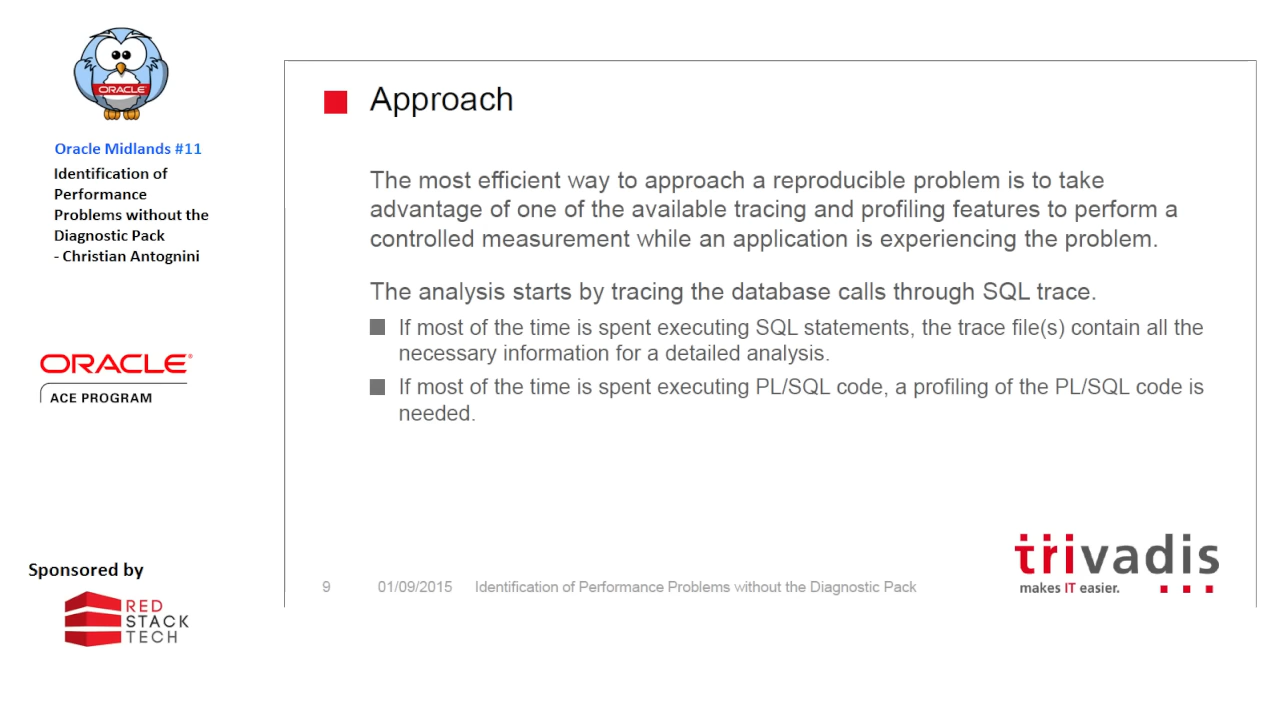 ORACLE
Oracle Midlands #11
Identification of
Performance
Problems without the
Diagnostic Pack
- Christian Antognini
ORACLE®
ACE PROGRAM
Sponsored by
RED
STACK
TECH
Approach
The most efficient way to approach a reproducible problem is to take
advantage of one of the available tracing and profiling features to perform a
controlled measurement while an application is experiencing the problem.
The analysis starts by tracing the database calls through SQL trace.
If most of the time is spent executing SQL statements, the trace file(s) contain all the
necessary information for a detailed analysis.
If most of the time is spent executing PL/SQL code, a profiling of the PL/SQL code is
needed.
trivadis
makes IT easier.
9 01/09/2015 Identification of Performance Problems without the Diagnostic Pack